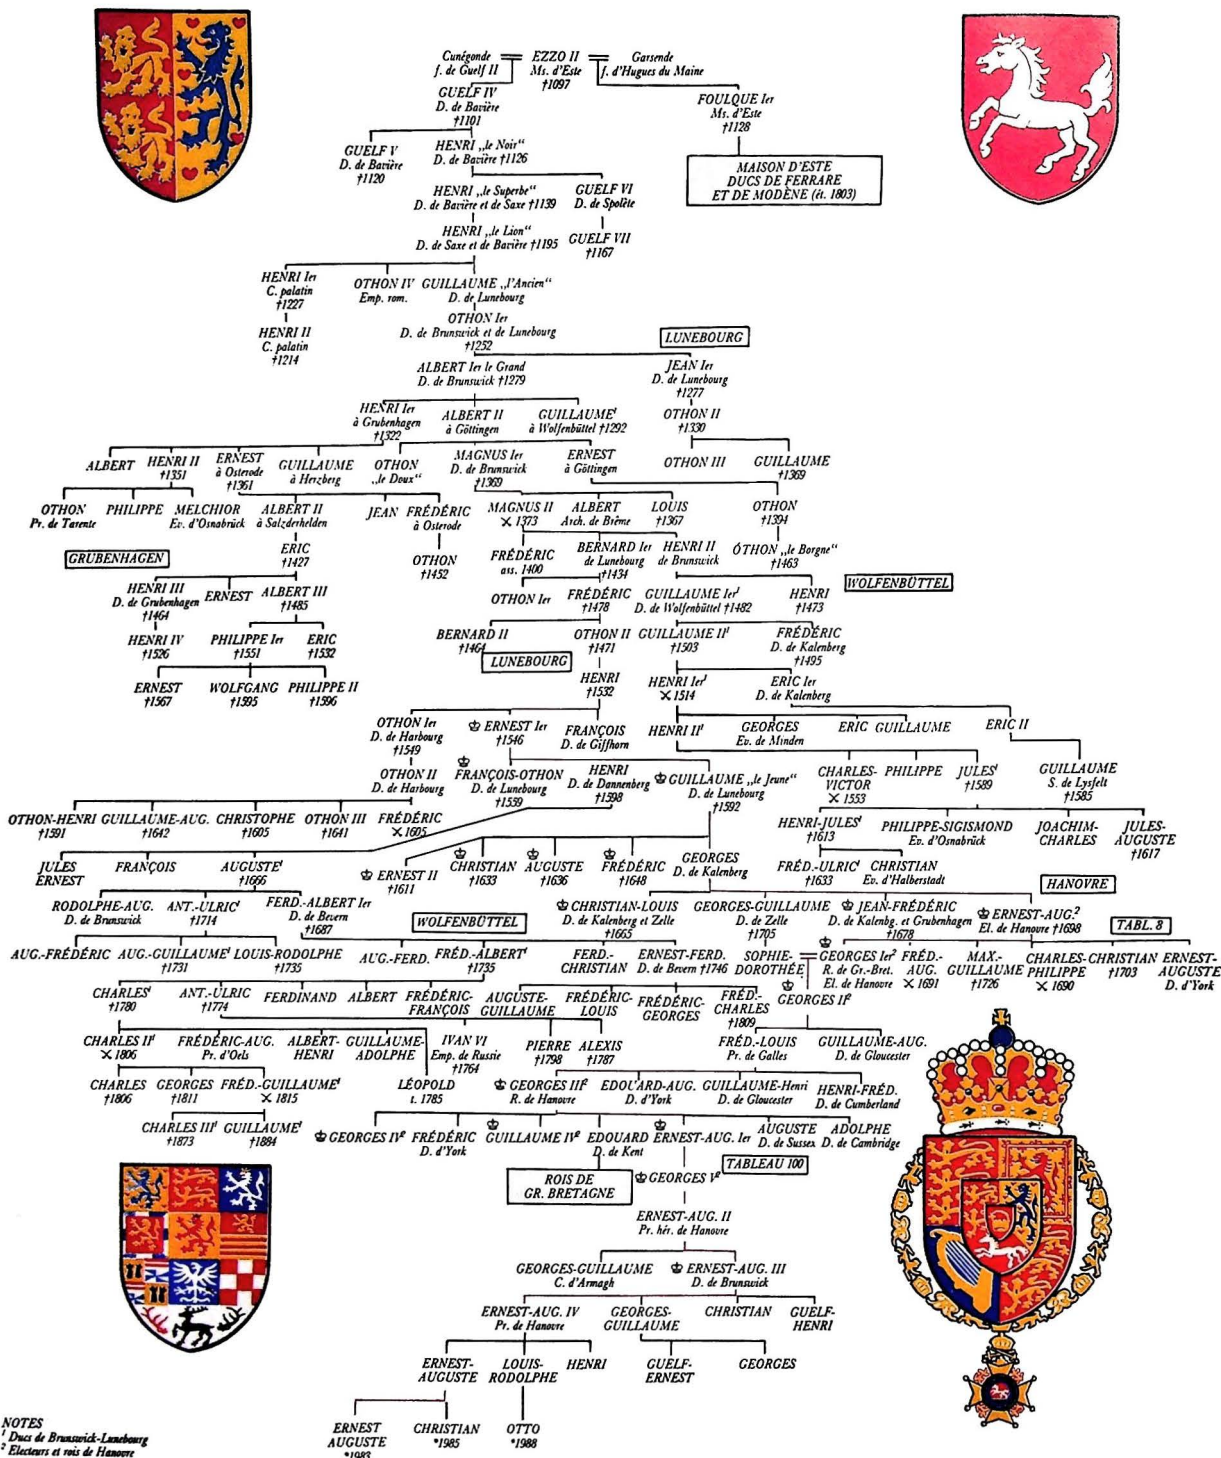 Cunégonde EZZO II Garsende
f. de Guelf II Ms. d'Este f. d'Hugues du Maine
†1097
GUELF IV FOULQUE Ier
D. de Bavière Ms. d'Este
†1101 †1128
GUELF V HENRI „le Noir“
D. de Bavière D. de Bavière †1126
†1120
MAISON D'ESTE
DUCS DE FERRARE
ET DE MODÈNE (ét. 1803)
HENRI „le Superbe“ GUELF VI
D. de Bavière et de Saxe †1139 D. de Spolète
HENRI „le Lion“ GUELF VII
D. de Saxe et de Bavière †1195 †1167
HENRI Ier OTHON IV GUILLAUME „l'Ancien“
C. palatin Emp. rom. D. de Lunebourg
†1227
HENRI II OTHON Ier
C. palatin D. de Brunswick et de Lunebourg
†1214 †1252
LUNEBOURG
ALBERT Ier le Grand JEAN Ier
D. de Brunswick †1279 D. de Lunebourg
†1277
HENRI Ier ALBERT II GUILLAUME¹ OTHON II
à Grubenhagen à Göttingen à Wolfenbüttel †1292 †1330
†1322
ALBERT HENRI II ERNEST GUILLAUME OTHON MAGNUS Ier ERNEST OTHON III GUILLAUME
†1351 à Osterode à Herzberg „le Doux“ D. de Brunswick à Göttingen †1369
†1361 †1369
OTHON PHILIPPE MELCHIOR ALBERT II JEAN FRÉDÉRIC MAGNUS II ALBERT LOUIS OTHON
Pr. de Tarente Ev. d'Osnabrück à Salzderhelden à Osterode ⚔ 1373 Arch. de Brême †1367 †1394
ERIC OTHON FRÉDÉRIC BERNARD Ier HENRI II ÓTHON „le Borgne“
†1427 †1452 ass. 1400 de Lunebourg de Brunswick †1463
†1434
GRUBENHAGEN
HENRI III ERNEST ALBERT III OTHON Ier FRÉDÉRIC GUILLAUME Ier¹ HENRI
D. de Grubenhagen †1485 †1478 D. de Wolfenbüttel †1482 †1473
†1464
WOLFENBÜTTEL
HENRI IV PHILIPPE Ier ERIC BERNARD II OTHON II GUILLAUME II¹ FRÉDÉRIC
†1526 †1551 †1532 †1464 †1471 †1503 D. de Kalenberg
†1495
LUNEBOURG
ERNEST WOLFGANG PHILIPPE II HENRI HENRI Ier¹ ERIC Ier
†1567 †1595 †1596 †1532 ⚔ 1514 D. de Kalenberg
OTHON Ier ERNEST Ier FRANÇOIS HENRI II¹ GEORGES ERIC GUILLAUME ERIC II
D. de Harbourg †1546 D. de Giffhorn Ev. de Minden
†1549
OTHON II FRANÇOIS-OTHON HENRI GUILLAUME „le Jeune“ CHARLES-VICTOR PHILIPPE JULES¹ GUILLAUME
D. de Harbourg D. de Lunebourg D. de Dannenberg D. de Lunebourg ⚔ 1553 †1589 S. de Lysfelt
†1559 †1598 †1592 †1585
OTHON-HENRI GUILLAUME-AUG. CHRISTOPHE OTHON III FRÉDÉRIC HENRI-JULES¹ PHILIPPE-SIGISMOND JOACHIM-CHARLES JULES-AUGUSTE
†1591 †1642 †1605 †1641 ⚔ 1605 †1613 Ev. d'Osnabrück †1617
JULES ERNEST FRANÇOIS AUGUSTE¹ ERNEST II CHRISTIAN AUGUSTE FRÉDÉRIC GEORGES FRÉD.-ULRIC¹ CHRISTIAN
†1666 †1611 †1633 †1636 †1648 D. de Kalenberg †1633 Ev. d'Halberstadt
HANOVRE
RODOLPHE-AUG. ANT.-ULRIC¹ FERD.-ALBERT Ier CHRISTIAN-LOUIS GEORGES-GUILLAUME JEAN-FRÉDÉRIC ERNEST-AUG.²
D. de Brunswick †1714 D. de Bevern D. de Kalenberg et Zelle D. de Zelle D. de Kalenbg. et Grubenhagen El. de Hanovre †1698
†1687 †1665 †1705 †1678
WOLFENBÜTTEL TABL. 8
AUG.-FRÉDÉRIC AUG.-GUILLAUME¹ LOUIS-RODOLPHE AUG.-FERD. FRÉD.-ALBERT¹ FERD.-CHRISTIAN ERNEST-FERD. SOPHIE-DOROTHÉE GEORGES Ier² FRÉD.-AUG. MAX.-GUILLAUME CHARLES-PHILIPPE CHRISTIAN ERNEST-AUGUSTE
†1731 †1735 †1735 D. de Bevern †1746 R. de Gr.-Bret. ⚔ 1691 †1726 ⚔ 1690 †1703 D. d'York
El. de Hanovre
CHARLES¹ ANT.-ULRIC FERDINAND ALBERT FRÉDÉRIC-FRANÇOIS AUGUSTE-GUILLAUME FRÉDÉRIC-LOUIS FRÉDÉRIC-GEORGES FRÉD.-CHARLES GEORGES II²
†1780 †1774 †1809
CHARLES II¹ FRÉDÉRIC-AUG. ALBERT-HENRI GUILLAUME-ADOLPHE IVAN VI PIERRE ALEXIS FRÉD.-LOUIS GUILLAUME-AUG.
⚔ 1806 Pr. d'Oels Emp. de Russie †1798 †1787 Pr. de Galles D. de Gloucester
†1764
CHARLES GEORGES FRÉD.-GUILLAUME¹ LÉOPOLD GEORGES III² EDOUARD-AUG. GUILLAUME-Henri HENRI-FRÉD.
†1806 †1811 ⚔ 1815 t. 1785 R. de Hanovre D. d'York D. de Gloucester D. de Cumberland
CHARLES III¹ GUILLAUME¹ GEORGES IV² FRÉDÉRIC GUILLAUME IV² EDOUARD ERNEST-AUG. Ier AUGUSTE ADOLPHE
†1873 †1884 D. d'York D. de Kent D. de Sussex D. de Cambridge
ROIS DE
GR. BRETAGNE
TABLEAU 100
GEORGES V²
ERNEST-AUG. II
Pr. hér. de Hanovre
GEORGES-GUILLAUME ERNEST-AUG. III
C. d'Armagh D. de Brunswick
ERNEST-AUG. IV GEORGES-GUILLAUME CHRISTIAN GUELF-HENRI
Pr. de Hanovre
ERNEST-AUGUSTE LOUIS-RODOLPHE HENRI GUELF-ERNEST GEORGES
ERNEST AUGUSTE CHRISTIAN OTTO
*1983 *1985 *1988
NOTES
¹ Ducs de Brunswick-Lunebourg
² Electeurs et rois de Hanovre